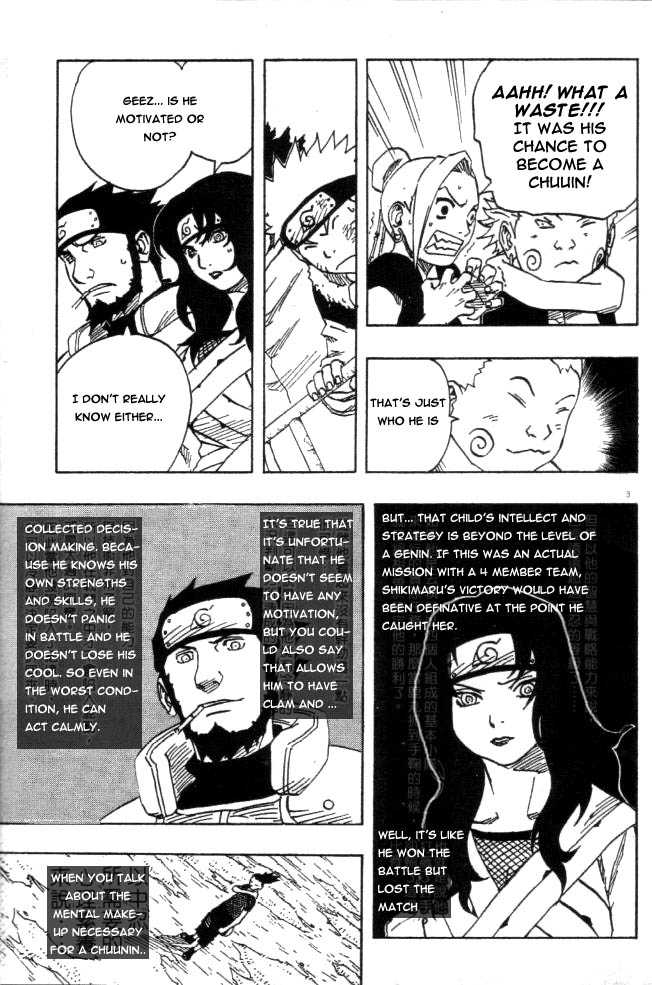 AAHH! WHAT A
WASTE!!!
IT WAS HIS
CHANCE TO
BECOME A
CHUUIN!
THAT'S JUST
WHO HE IS
GEEZ... IS HE
MOTIVATED OR
NOT?
I DON'T REALLY
KNOW EITHER...
BUT... THAT CHILD'S INTELLECT AND
STRATEGY IS BEYOND THE LEVEL OF
A GENIN. IF THIS WAS AN ACTUAL
MISSION WITH A 4 MEMBER TEAM,
SHIKIMARU'S VICTORY WOULD HAVE
BEEN DEFINATIVE AT THE POINT HE
CAUGHT HER.
WELL, IT'S LIKE
HE WON THE
BATTLE BUT
LOST THE
MATCH
IT'S TRUE THAT
IT'S UNFORTU-
NATE THAT HE
DOESN'T SEEM
TO HAVE ANY
MOTIVATION,
BUT YOU COU-
LD ALSO SAY
THAT ALLOWS
HIM TO HAVE
CLAM AND ...
COLLECTED DECIS-
ION MAKING. BECA-
USE HE KNOWS HIS
OWN STRENGTHS
AND SKILLS, HE
DOESN'T PANIC
IN BATTLE AND HE
DOESN'T LOSE HIS
COOL. SO EVEN IN
THE WORST COND-
ITION, HE CAN
ACT CALMLY.
WHEN YOU TALK
ABOUT THE
MENTAL MAKE-
UP NECESSARY
FOR A CHUUNIN..